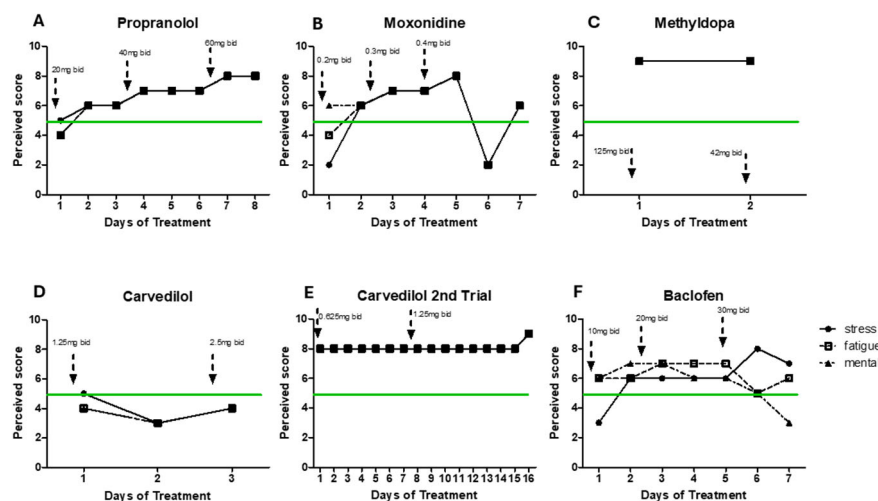 A Propranolol
Perceived score
10
8
6
4
2
0
20mg bid
40mg bid
60mg bid
1 2 3 4 5 6 7 8
Days of Treatment
B Moxonidine
Perceived score
10
8
6
4
2
0
0.2mg bid
0.3mg bid
0.4mg bid
1 2 3 4 5 6 7
Days of Treatment
C Methyldopa
Perceived score
10
8
6
4
2
0
125mg bid
42mg bid
1 2
Days of Treatment
D Carvedilol
Perceived score
10
8
6
4
2
0
1.25mg bid
2.5mg bid
1 2 3
Days of Treatment
E Carvedilol 2nd Trial
Perceived score
10
8
6
4
2
0
0.625mg bid
1.25mg bid
1 2 3 4 5 6 7 8 9 10 11 12 13 14 15 16
Days of Treatment
F Baclofen
Perceived score
10
8
6
4
2
0
10mg bid
20mg bid
30mg bid
1 2 3 4 5 6 7
Days of Treatment
stress
fatigue
menta